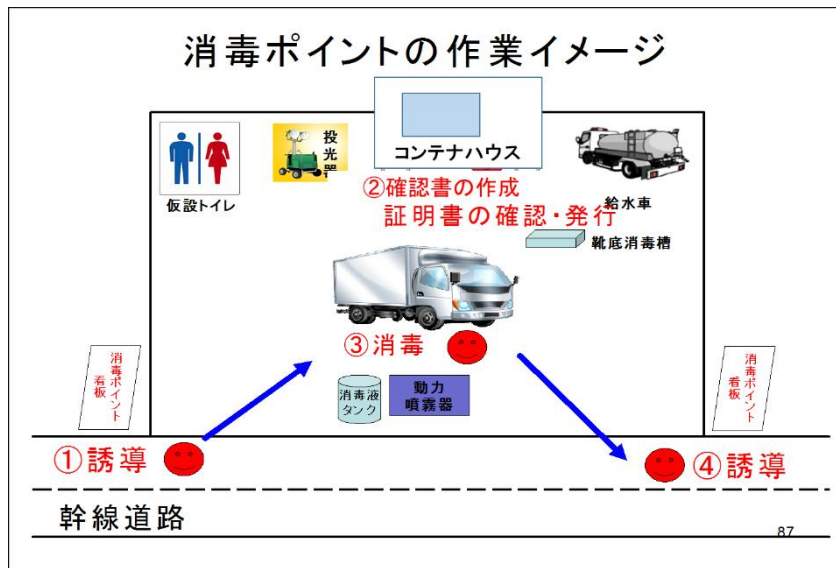 消毒ポイントの作業イメージ
仮設トイレ
投光器
コンテナハウス
給水車
②確認書の作成
証明書の確認・発行
靴底消毒槽
③消毒
消毒液
タンク
動力
噴霧器
消毒ポイント
看板
消毒ポイント
看板
①誘導
④誘導
幹線道路
87